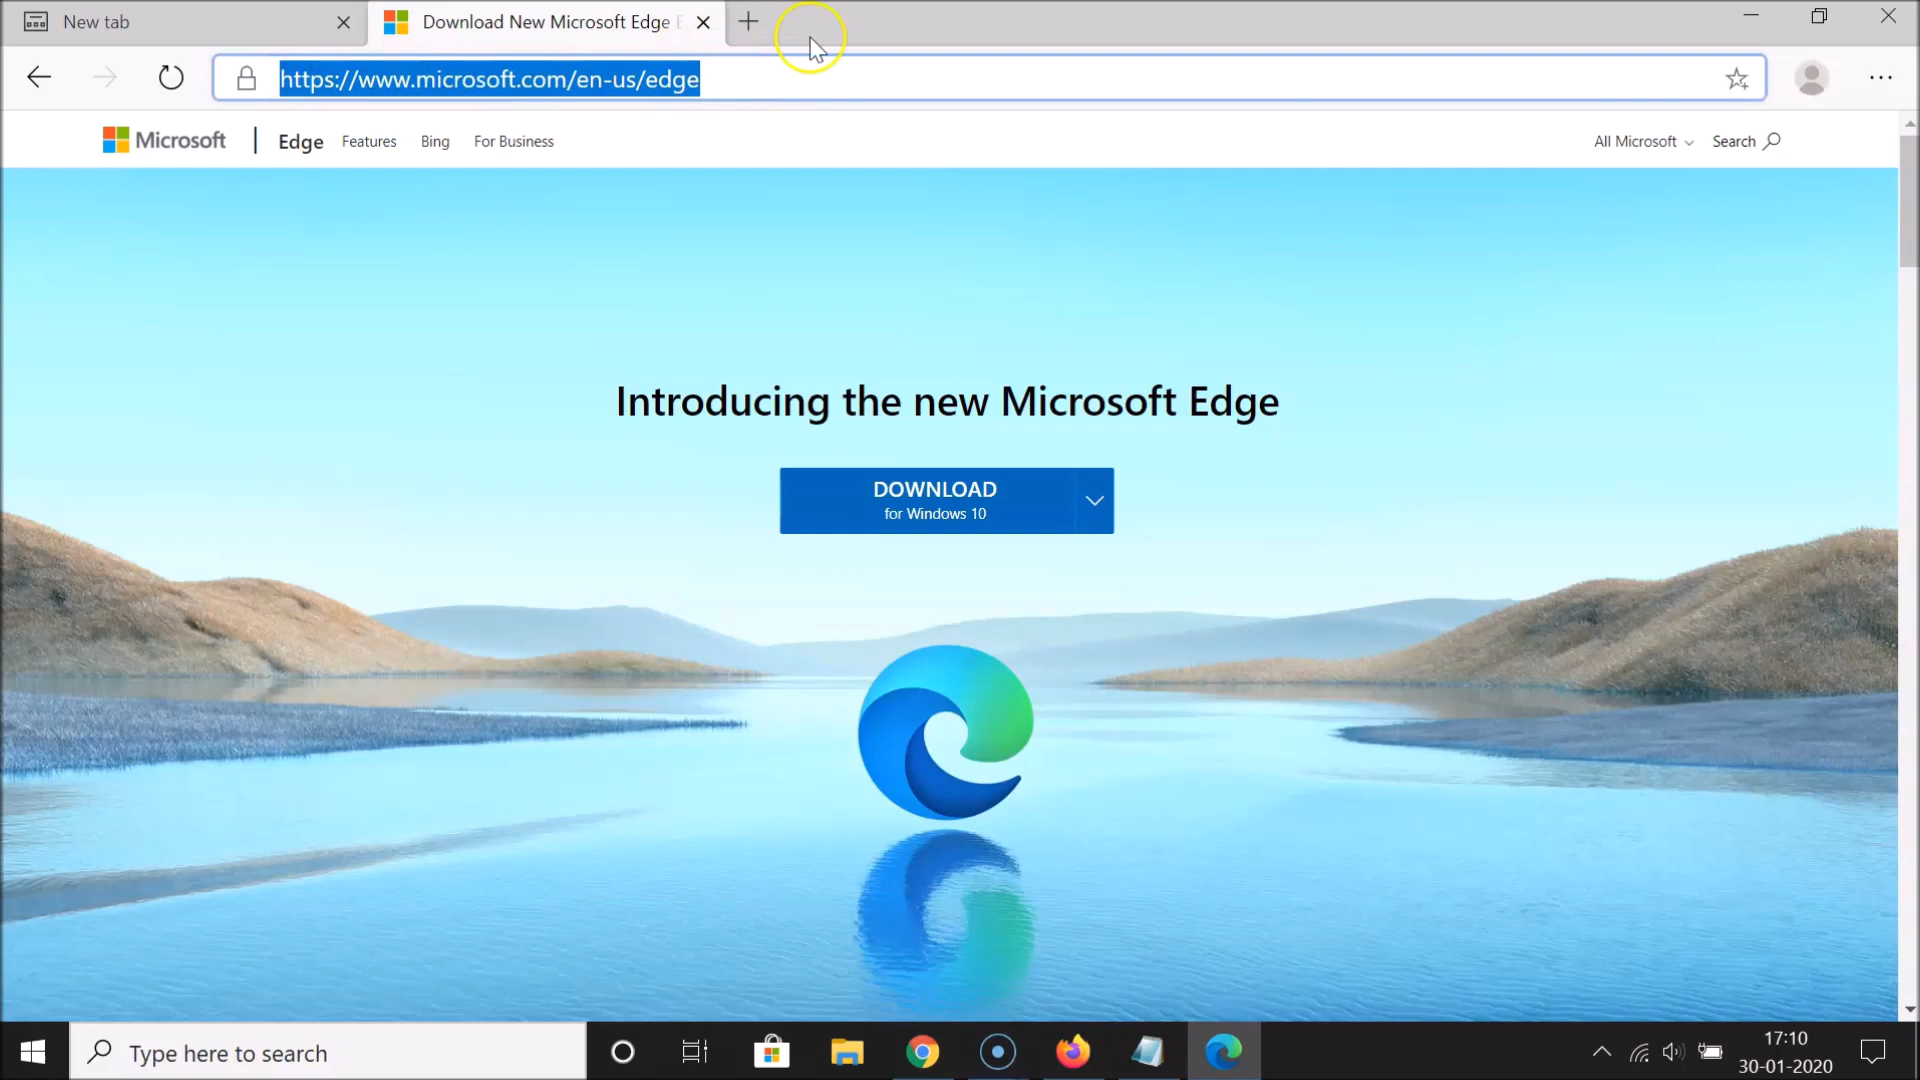 New tab
Download New Microsoft Edge
https://www.microsoft.com/en-us/edge
Microsoft
Edge
Features
Bing
For Business
All Microsoft
Search
Introducing the new Microsoft Edge
DOWNLOAD
for Windows 10
Type here to search
17:10
30-01-2020